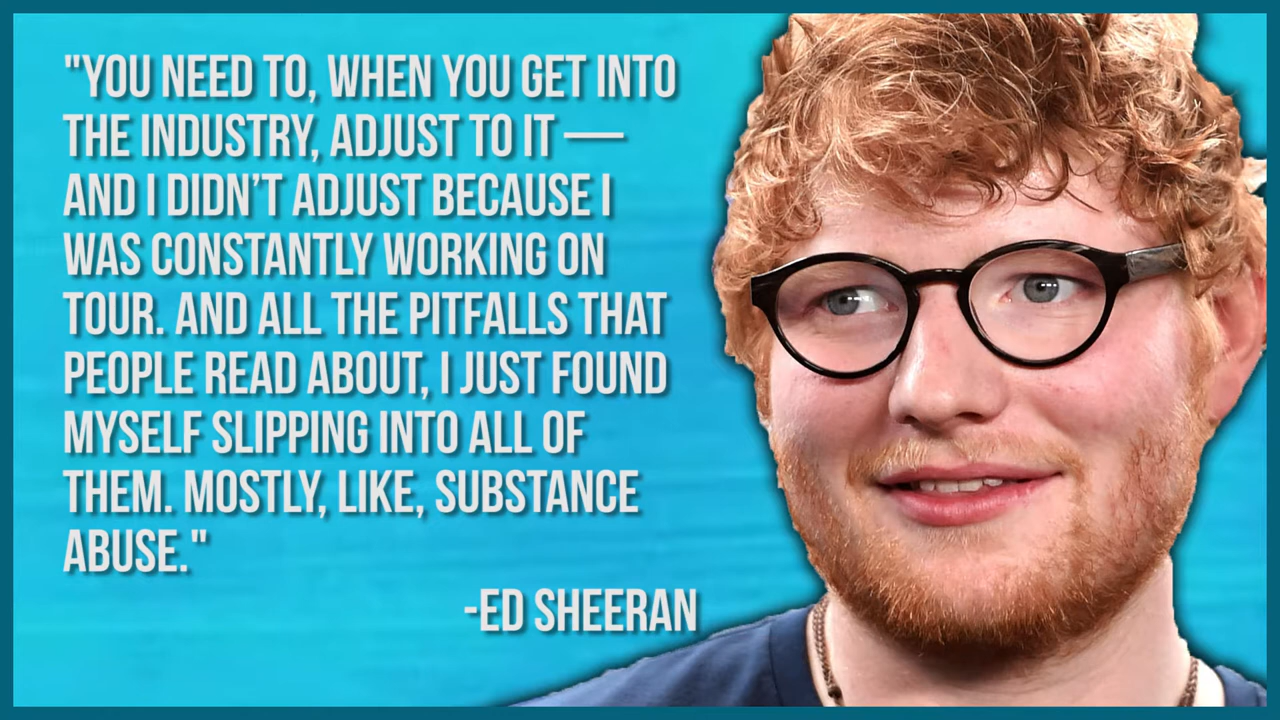 "YOU NEED TO, WHEN YOU GET INTO
THE INDUSTRY, ADJUST TO IT —
AND I DIDN’T ADJUST BECAUSE I
WAS CONSTANTLY WORKING ON
TOUR. AND ALL THE PITFALLS THAT
PEOPLE READ ABOUT, I JUST FOUND
MYSELF SLIPPING INTO ALL OF
THEM. MOSTLY, LIKE, SUBSTANCE
ABUSE."
-ED SHEERAN